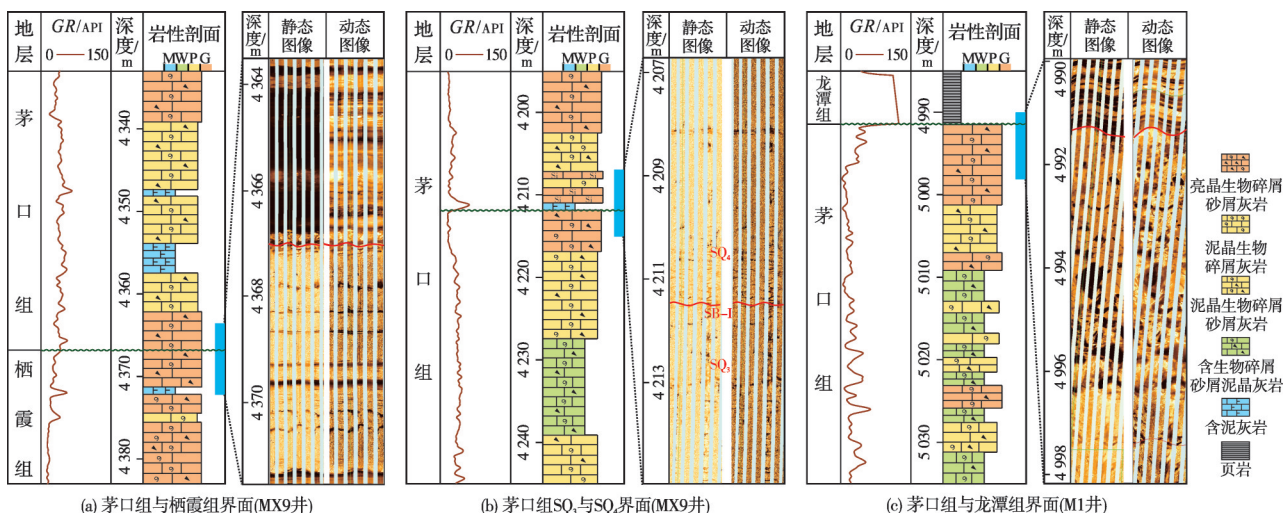 地层
GR/API
0 150
深度/m
岩性剖面
M W P G
深度/m
静态图像
动态图像
茅口组
栖霞组
4 340
4 350
4 360
4 370
4 380
4 364
4 366
4 368
4 370
(a) 茅口组与栖霞组界面(MX9井)
地层
GR/API
0 150
深度/m
岩性剖面
M W P G
深度/m
静态图像
动态图像
茅口组
4 200
4 210
4 220
4 230
4 240
Si
Si
Si
Si
4 207
4 209
4 211
4 213
SQ₄
SB-I
SQ₃
(b) 茅口组SQ₃与SQ₄界面(MX9井)
地层
GR/API
0 150
深度/m
岩性剖面
M W P G
深度/m
静态图像
动态图像
龙潭组
茅口组
4 990
5 000
5 010
5 020
5 030
4 990
4 992
4 994
4 996
4 998
(c) 茅口组与龙潭组界面(M1井)
亮晶生物碎屑
砂屑灰岩
泥晶生物
碎屑灰岩
泥晶生物碎屑
砂屑灰岩
含生物碎屑
砂屑泥晶灰岩
含泥灰岩
页岩